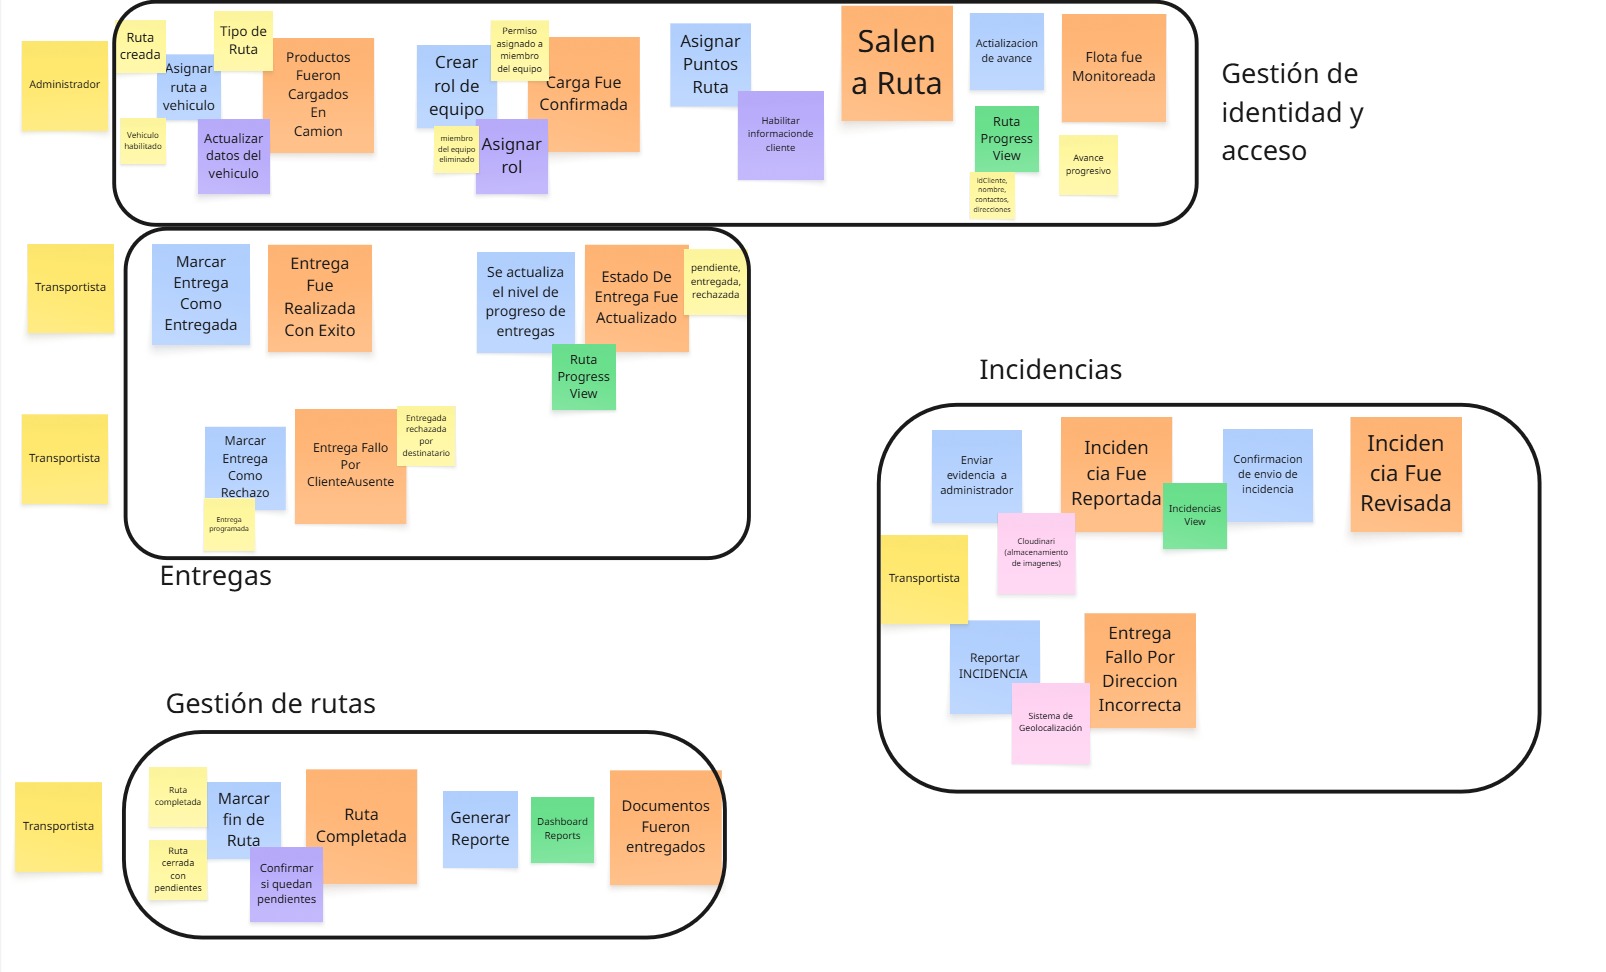 Administrador
Ruta
creada
Tipo de
Ruta
Asignar
ruta a
vehiculo
Vehiculo
habilitado
Actualizar
datos del
vehiculo
Productos
Fueron
Cargados
En
Camion
Crear
rol de
equipo
Permiso
asignado a
miembro
del equipo
miembro
del equipo
eliminado
Asignar
rol
Carga Fue
Confirmada
Asignar
Puntos
Ruta
Habilitar
informacionde
cliente
Salen
a Ruta
Actializacion
de avance
Ruta
Progress
View
idCliente,
nombre,
contactos,
direcciones
Flota fue
Monitoreada
Avance
progresivo
Gestión de
identidad y
acceso
Transportista
Marcar
Entrega
Como
Entregada
Entrega
Fue
Realizada
Con Exito
Se actualiza
el nivel de
progreso de
entregas
Estado De
Entrega Fue
Actualizado
pendiente,
entregada,
rechazada
Ruta
Progress
View
Transportista
Marcar
Entrega
Como
Rechazo
Entrega
programada
Entrega Fallo
Por
ClienteAusente
Entregada
rechazada
por
destinatario
Entregas
Incidencias
Enviar
evidencia a
administrador
Cloudinari
(almacenamiento
de imagenes)
Inciden
cia Fue
Reportada
Incidencias
View
Confirmacion
de envio de
incidencia
Inciden
cia Fue
Revisada
Transportista
Reportar
INCIDENCIA
Sistema de
Geolocalización
Entrega
Fallo Por
Direccion
Incorrecta
Gestión de rutas
Transportista
Ruta
completada
Ruta
cerrada
con
pendientes
Marcar
fin de
Ruta
Confirmar
si quedan
pendientes
Ruta
Completada
Generar
Reporte
Dashboard
Reports
Documentos
Fueron
entregados